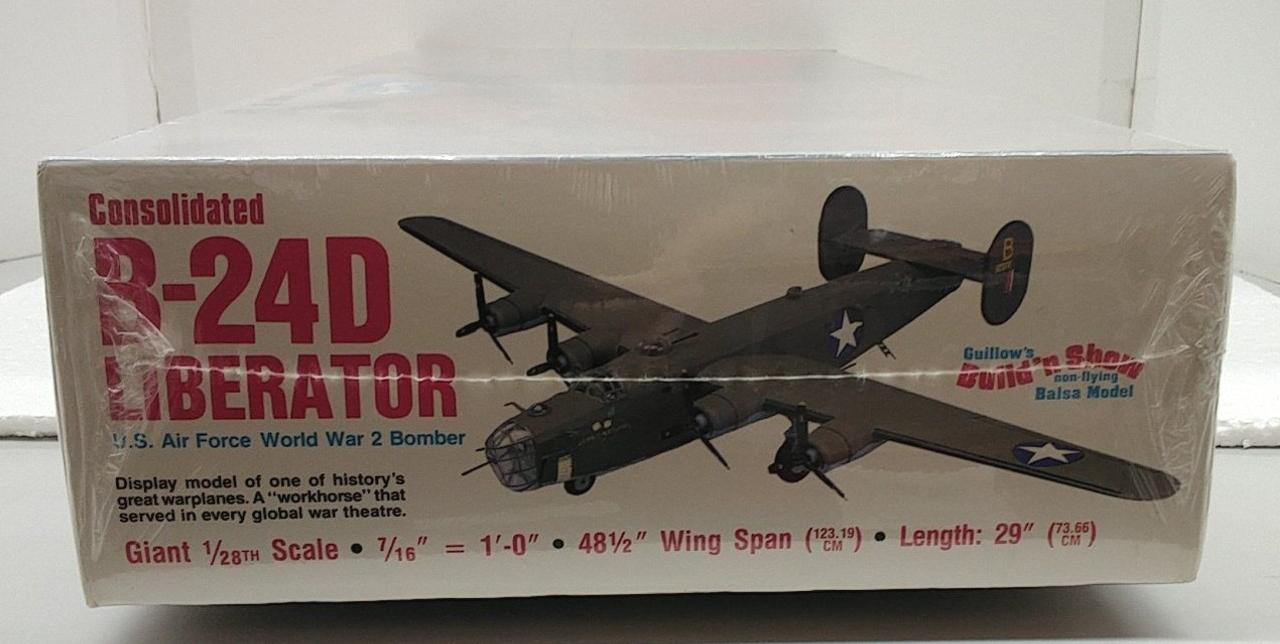 Consolidated
B-24D
LIBERATOR
U.S. Air Force World War 2 Bomber
Display model of one of history's
great warplanes. A "workhorse" that
served in every global war theatre.
Guillow's
Build 'n Show
non-flying
Balsa Model
B
Giant 1/28TH Scale • 7/16" = 1'-0" • 48½" Wing Span (123.19 CM) • Length: 29" (73.66 CM)